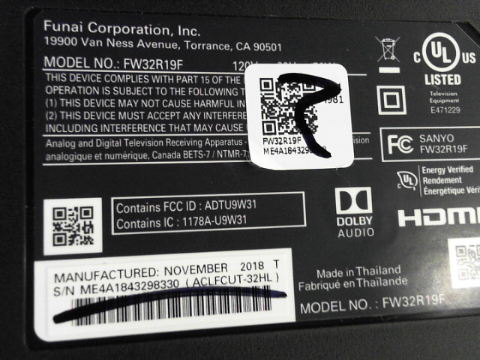 Funai Corporation, Inc.
19900 Van Ness Avenue, Torrance, CA 90501
MODEL NO.: FW32R19F 120V
THIS DEVICE COMPLIES WITH PART 15 OF THE
OPERATION IS SUBJECT TO THE FOLLOWING
(1) THIS DEVICE MAY NOT CAUSE HARMFUL
(2) THIS DEVICE MUST ACCEPT ANY INTERFERE
INCLUDING INTERFERENCE THAT MAY CAUSE
Analog and Digital Television Receiving Apparatus
analogique et numérique, Canada BETS-7 / NTMR-7
FW32R19F
ME4A18432983
C UL US
LISTED
Television
Equipment
E471229
FC SANYO
FW32R19F
Energy Verified
Rendement
Énergétique Vérifié
Contains FCC ID : ADTU9W31
Contains IC : 1178A-U9W31
DOLBY
AUDIO
HDMI
MANUFACTURED: NOVEMBER 2018 T
S/N ME4A1843298330 (ACLFCUT-32HL)
Made in Thailand
Fabriqué en Thaïlande
MODEL NO.: FW32R19F